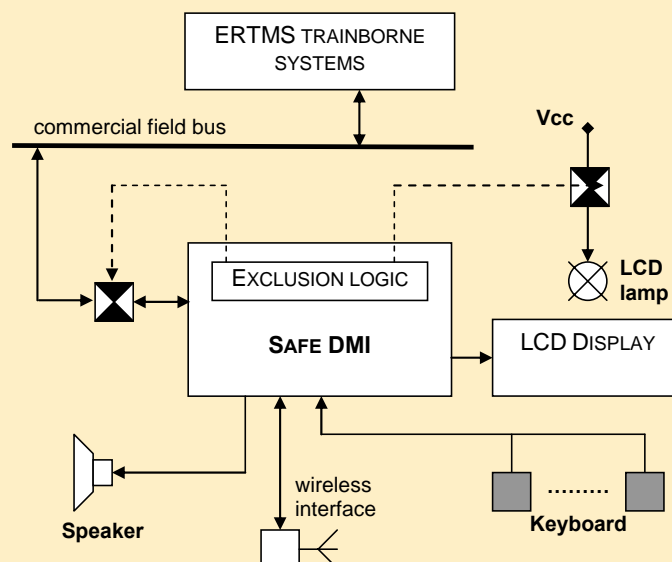 ERTMS TRAINBORNE
SYSTEMS
commercial field bus
Vcc
EXCLUSION LOGIC
LCD
lamp
SAFE DMI
LCD DISPLAY
wireless
interface
Speaker
Keyboard